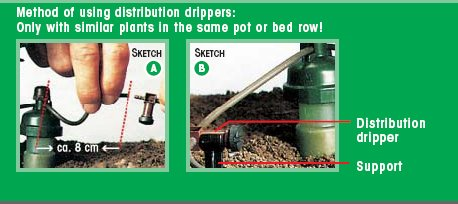 Method of using distribution drippers:
Only with similar plants in the same pot or bed row!
SKETCH
A
ca. 8 cm
SKETCH
B
Distribution
dripper
Support